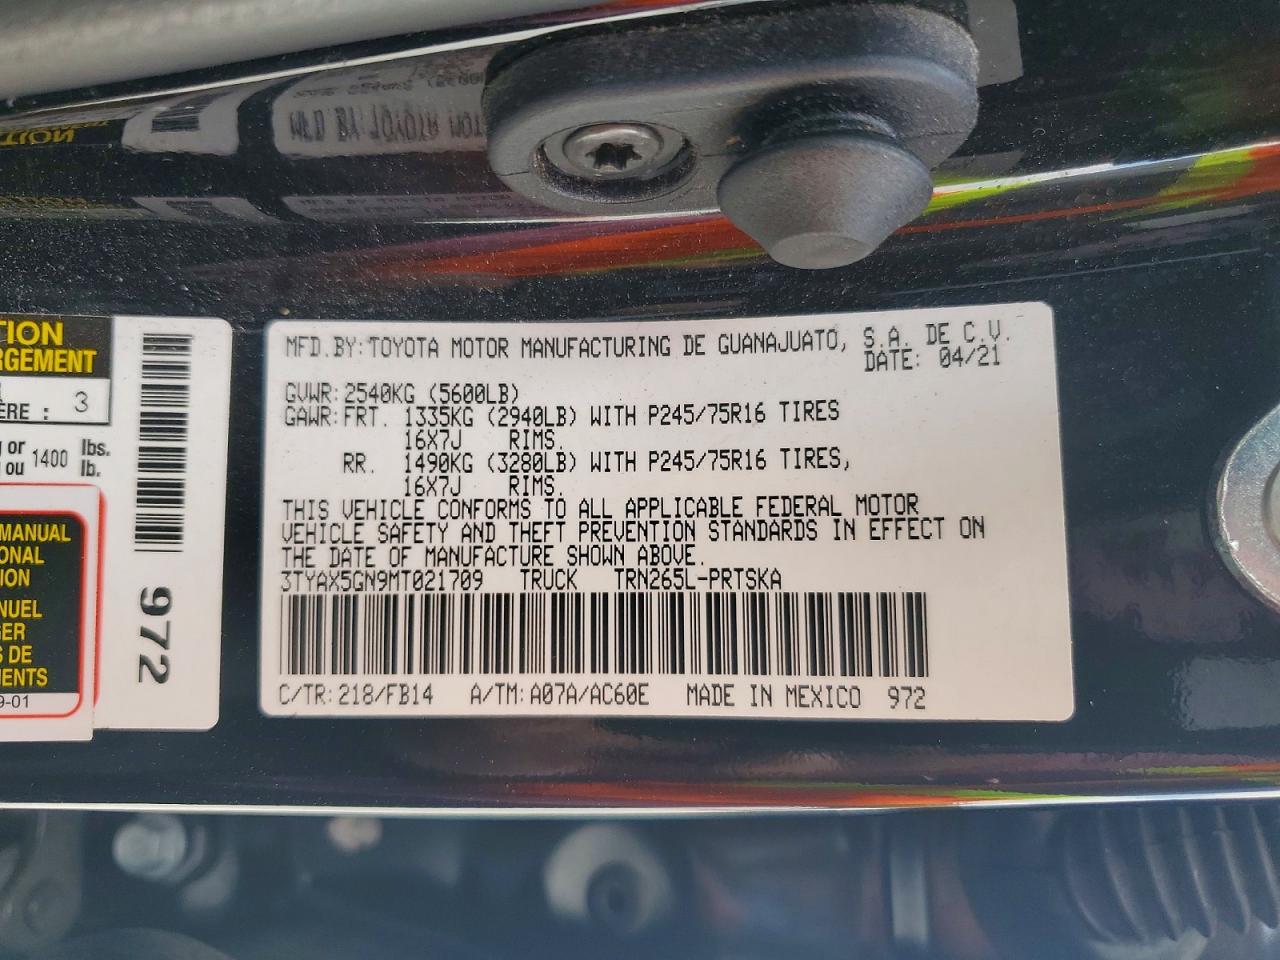 MFD.BY:TOYOTA MOTOR MANUFACTURING DE GUANAJUATO, S.A. DE C.V.
DATE: 04/21
GVWR:2540KG (5600LB)
GAWR:FRT. 1335KG (2940LB) WITH P245/75R16 TIRES
16X7J RIMS.
RR. 1490KG (3280LB) WITH P245/75R16 TIRES,
16X7J RIMS.
THIS VEHICLE CONFORMS TO ALL APPLICABLE FEDERAL MOTOR
VEHICLE SAFETY AND THEFT PREVENTION STANDARDS IN EFFECT ON
THE DATE OF MANUFACTURE SHOWN ABOVE.
3TYAX5GN9MT021709 TRUCK TRN265L-PRTSKA
C/TR:218/FB14 A/TM:A07A/AC60E MADE IN MEXICO 972
TION
RGEMENT
ÈRE : 3
or lbs.
ou 1400 lb.
MANUAL
ONAL
ION
NUEL
GER
S DE
MENTS
9-01
972